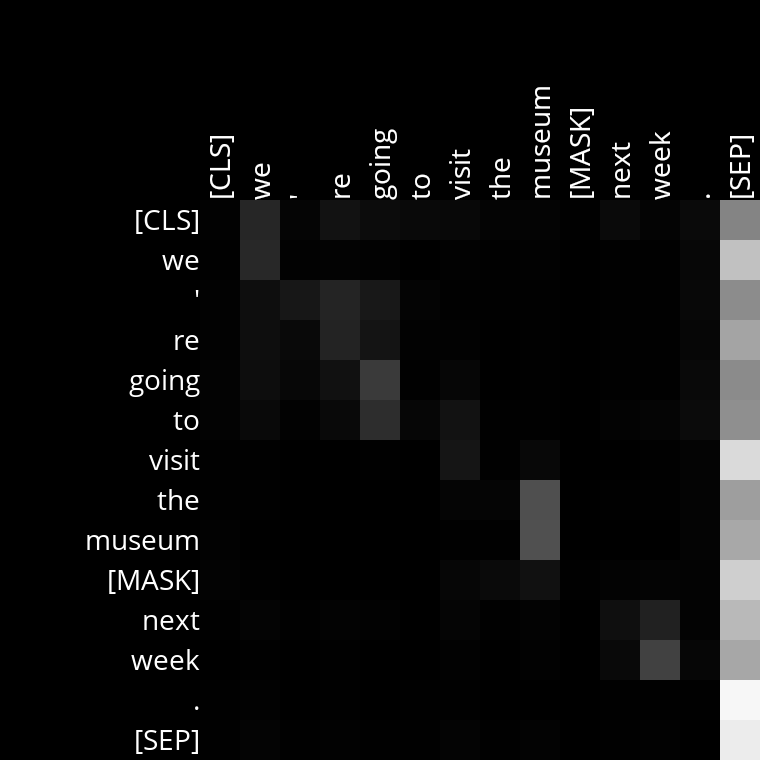 [CLS] we ' re going to visit the museum [MASK] next week . [SEP]
[CLS]
we
'
re
going
to
visit
the
museum
[MASK]
next
week
.
[SEP]